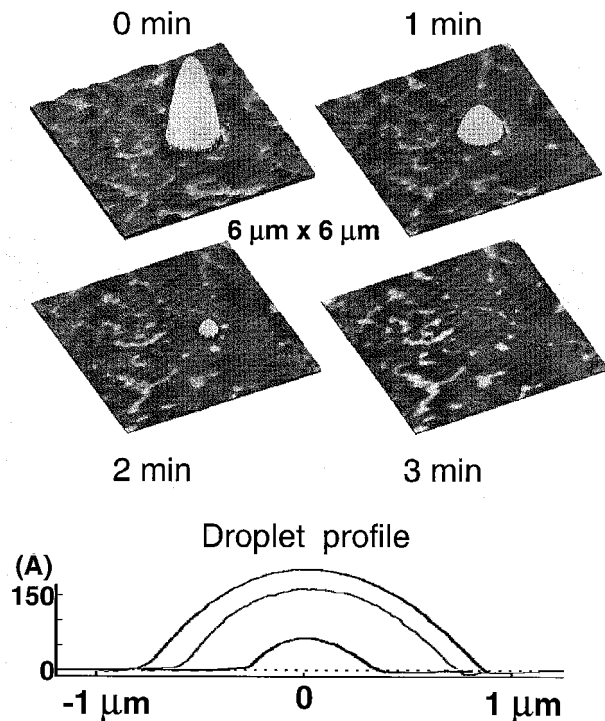 0 min 1 min
6 μm x 6 μm
2 min 3 min
Droplet profile
(A)
150
0
-1 μm 0 1 μm